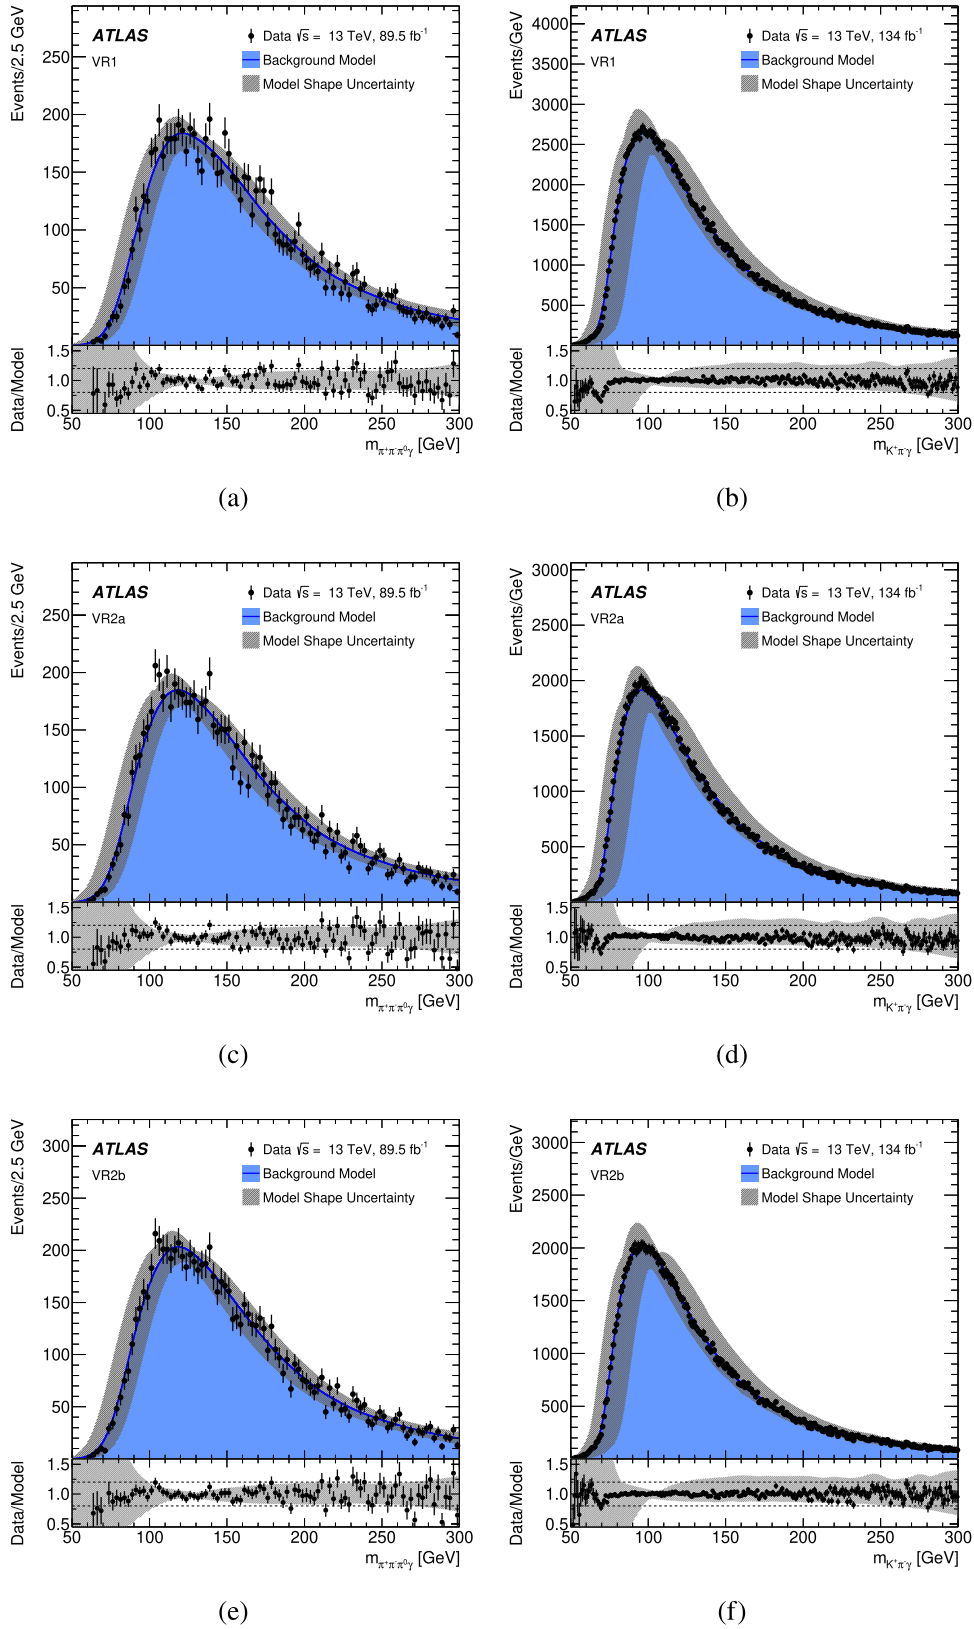 Events/2.5 GeV
250
200
150
100
50
ATLAS
VR1
Data √s = 13 TeV, 89.5 fb⁻¹
Background Model
Model Shape Uncertainty
Data/Model
1.5
1.0
0.5
50 100 150 200 250 300
m_π⁺π⁻π⁰γ [GeV]
(a)
Events/GeV
4000
3500
3000
2500
2000
1500
1000
500
ATLAS
VR1
Data √s = 13 TeV, 134 fb⁻¹
Background Model
Model Shape Uncertainty
Data/Model
1.5
1.0
0.5
50 100 150 200 250 300
m_K⁺π⁻γ [GeV]
(b)
Events/2.5 GeV
250
200
150
100
50
ATLAS
VR2a
Data √s = 13 TeV, 89.5 fb⁻¹
Background Model
Model Shape Uncertainty
Data/Model
1.5
1.0
0.5
50 100 150 200 250 300
m_π⁺π⁻π⁰γ [GeV]
(c)
Events/GeV
3000
2500
2000
1500
1000
500
ATLAS
VR2a
Data √s = 13 TeV, 134 fb⁻¹
Background Model
Model Shape Uncertainty
Data/Model
1.5
1.0
0.5
50 100 150 200 250 300
m_K⁺π⁻γ [GeV]
(d)
Events/2.5 GeV
300
250
200
150
100
50
ATLAS
VR2b
Data √s = 13 TeV, 89.5 fb⁻¹
Background Model
Model Shape Uncertainty
Data/Model
1.5
1.0
0.5
50 100 150 200 250 300
m_π⁺π⁻π⁰γ [GeV]
(e)
Events/GeV
3000
2500
2000
1500
1000
500
ATLAS
VR2b
Data √s = 13 TeV, 134 fb⁻¹
Background Model
Model Shape Uncertainty
Data/Model
1.5
1.0
0.5
50 100 150 200 250 300
m_K⁺π⁻γ [GeV]
(f)